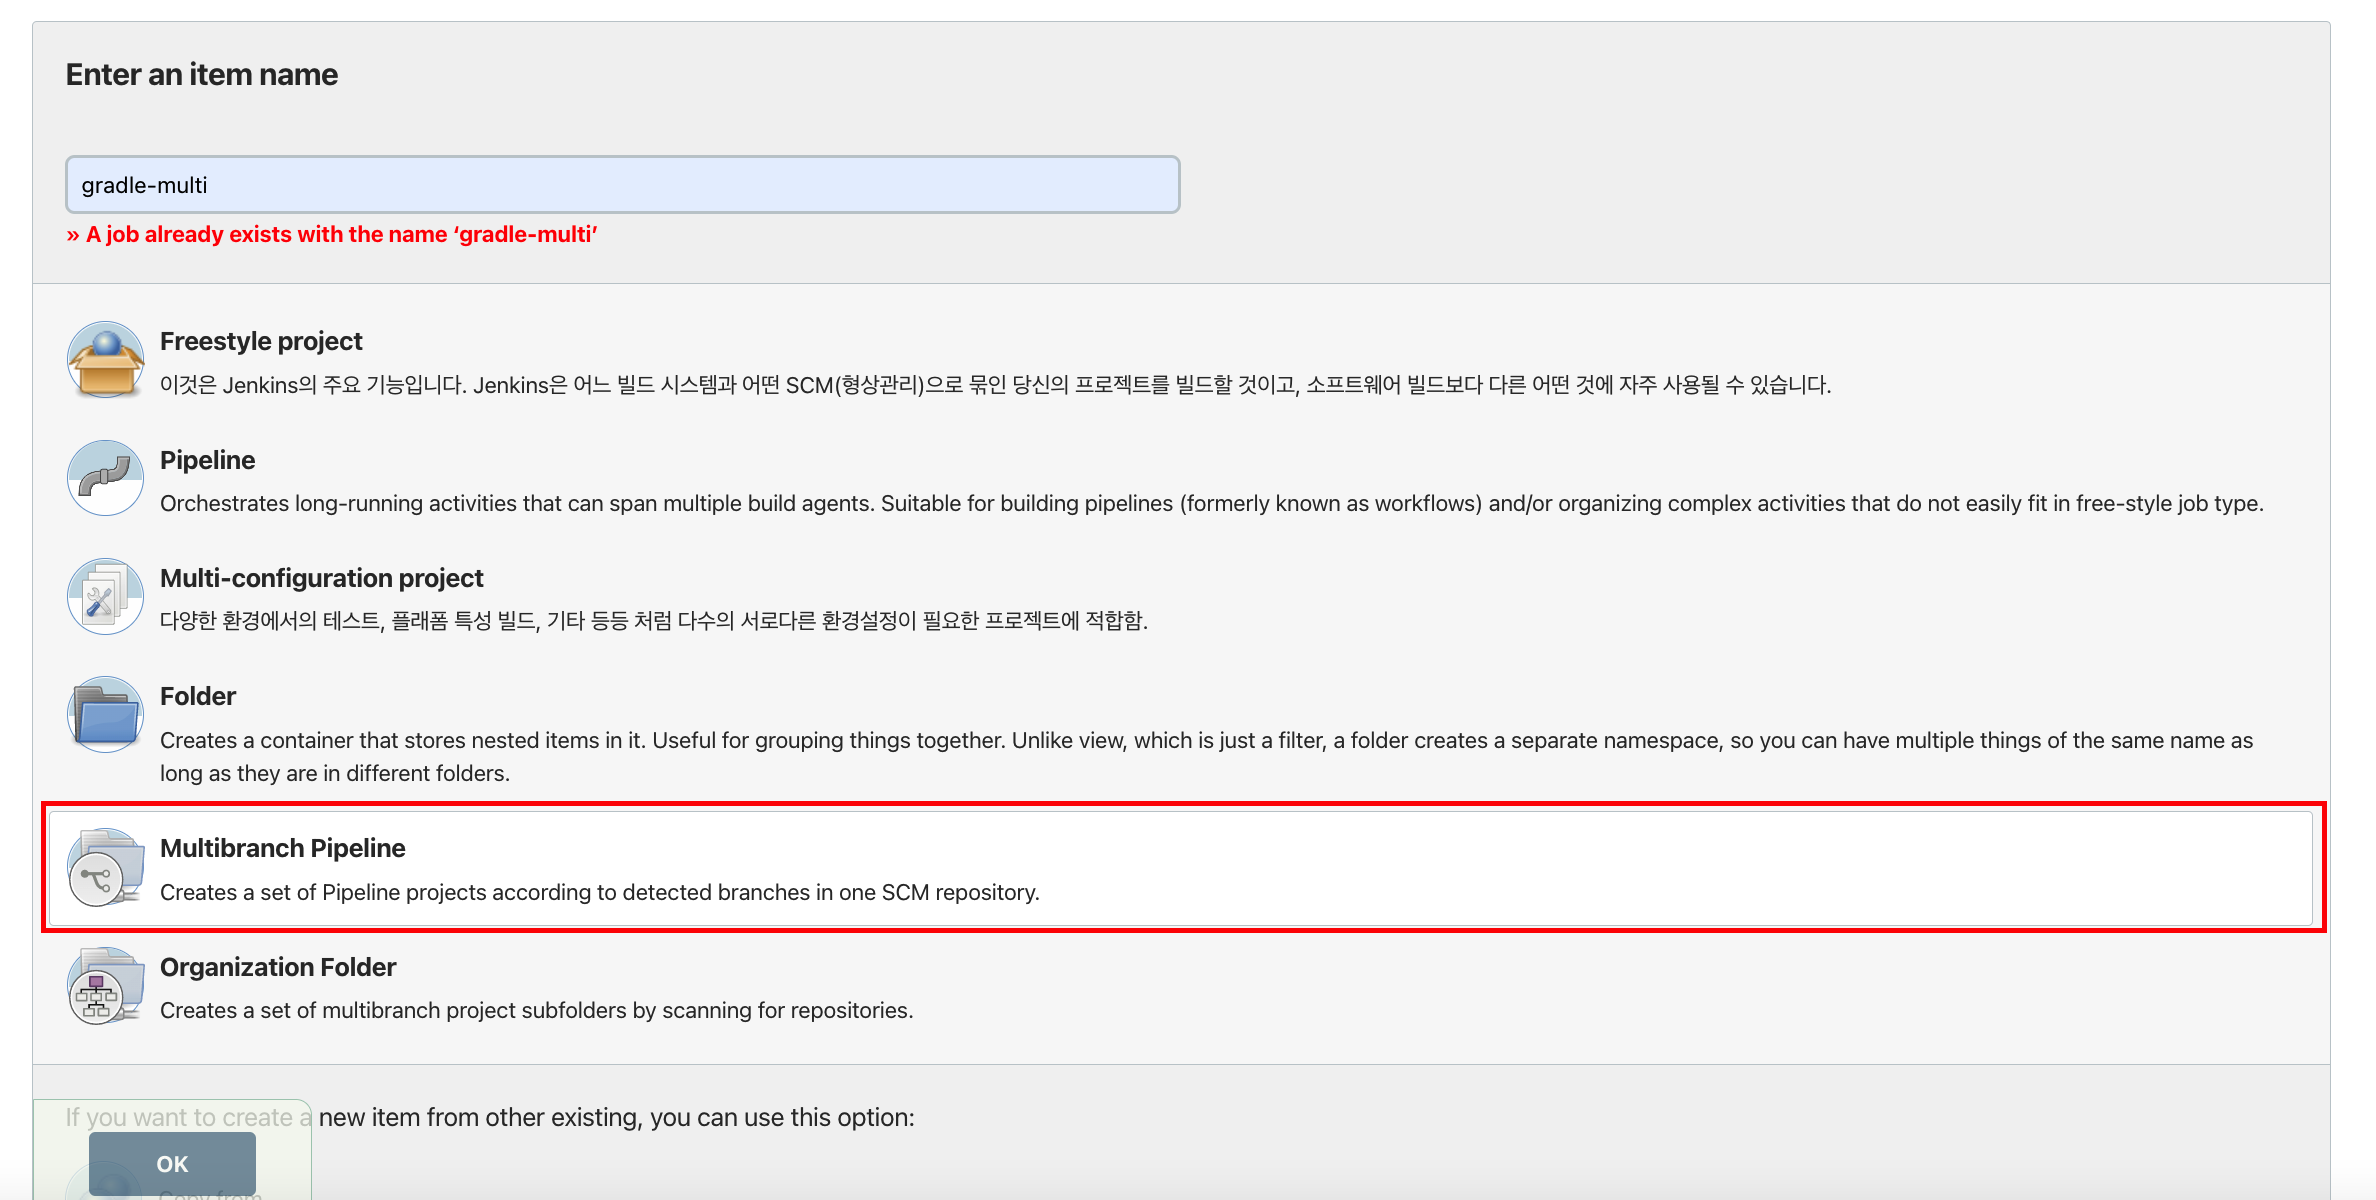 Enter an item name
gradle-multi
» A job already exists with the name ‘gradle-multi’
Freestyle project
이것은 Jenkins의 주요 기능입니다. Jenkins은 어느 빌드 시스템과 어떤 SCM(형상관리)으로 묶인 당신의 프로젝트를 빌드할 것이고, 소프트웨어 빌드보다 다른 어떤 것에 자주 사용될 수 있습니다.
Pipeline
Orchestrates long-running activities that can span multiple build agents. Suitable for building pipelines (formerly known as workflows) and/or organizing complex activities that do not easily fit in free-style job type.
Multi-configuration project
다양한 환경에서의 테스트, 플래폼 특성 빌드, 기타 등등 처럼 다수의 서로다른 환경설정이 필요한 프로젝트에 적합함.
Folder
Creates a container that stores nested items in it. Useful for grouping things together. Unlike view, which is just a filter, a folder creates a separate namespace, so you can have multiple things of the same name as
long as they are in different folders.
Multibranch Pipeline
Creates a set of Pipeline projects according to detected branches in one SCM repository.
Organization Folder
Creates a set of multibranch project subfolders by scanning for repositories.
If you want to create a new item from other existing, you can use this option:
OK
Copy from